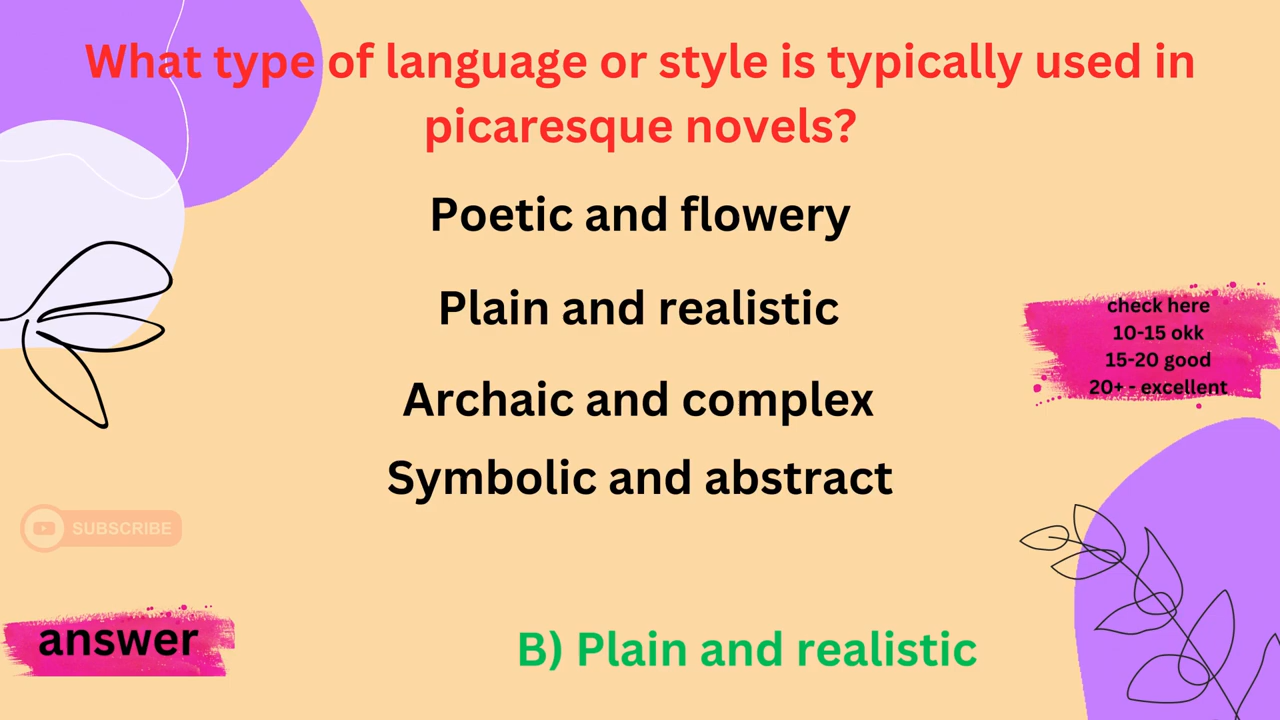 What type of language or style is typically used in
picaresque novels?
Poetic and flowery
Plain and realistic
Archaic and complex
Symbolic and abstract
check here
10-15 okk
15-20 good
20+ - excellent
SUBSCRIBE
answer
B) Plain and realistic